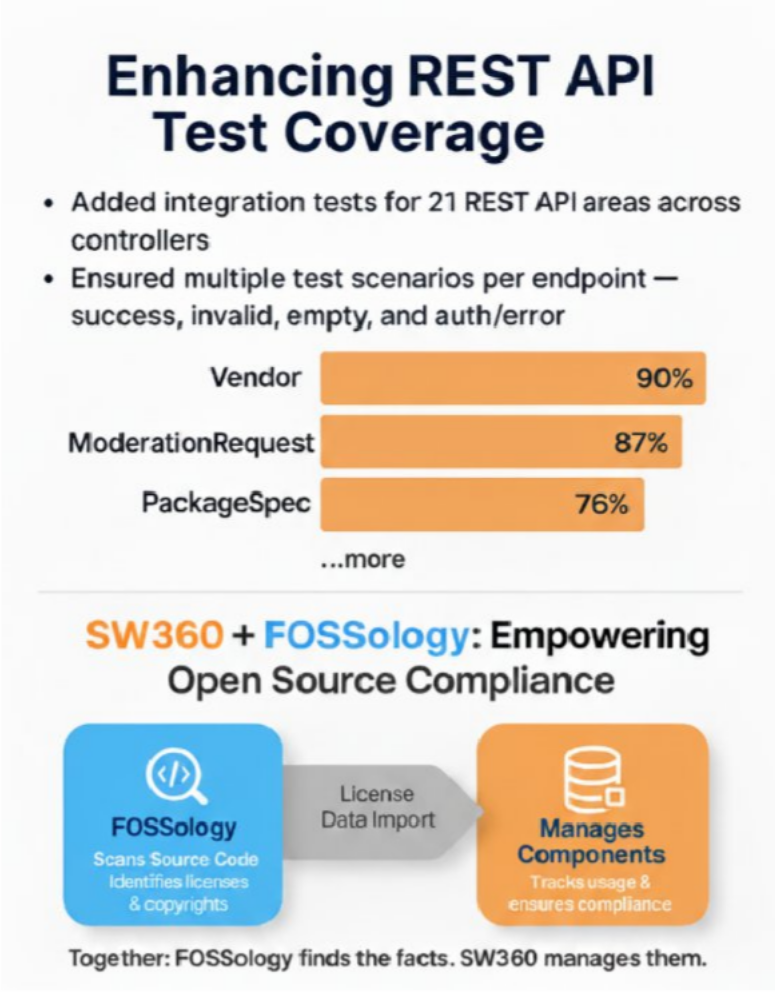 Enhancing REST API
Test Coverage
• Added integration tests for 21 REST API areas across
controllers
• Ensured multiple test scenarios per endpoint —
success, invalid, empty, and auth/error
Vendor 90%
ModerationRequest 87%
PackageSpec 76%
...more
SW360 + FOSSology: Empowering
Open Source Compliance
FOSSology
Scans Source Code
Identifies licenses
& copyrights
License
Data Import
Manages
Components
Tracks usage &
ensures compliance
Together: FOSSology finds the facts. SW360 manages them.